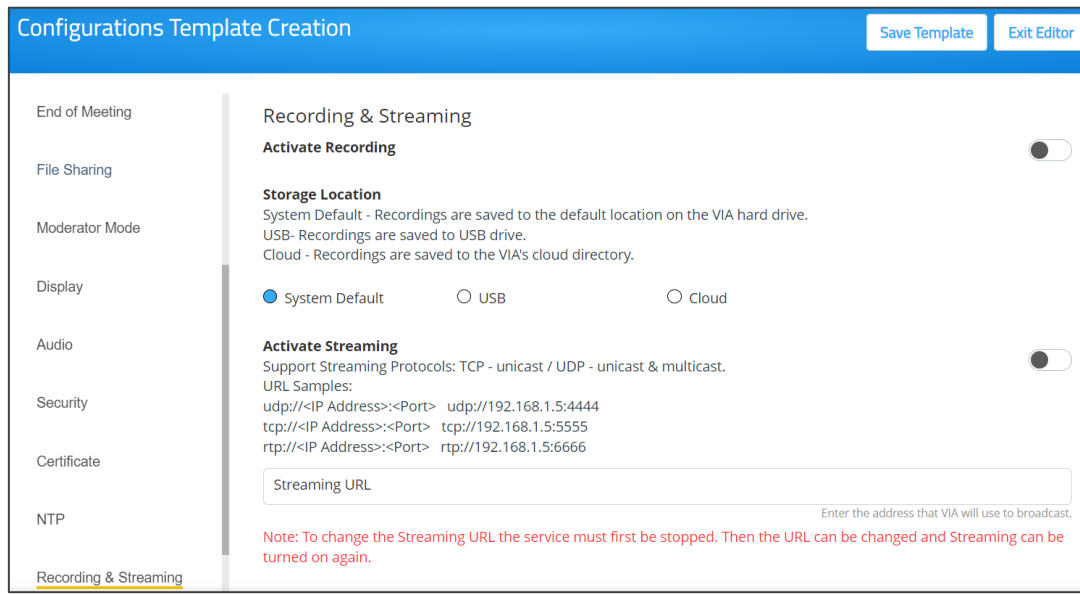 Configurations Template Creation
Save Template
Exit Editor
End of Meeting
File Sharing
Moderator Mode
Display
Audio
Security
Certificate
NTP
Recording & Streaming
Recording & Streaming
Activate Recording
Storage Location
System Default - Recordings are saved to the default location on the VIA hard drive.
USB- Recordings are saved to USB drive.
Cloud - Recordings are saved to the VIA's cloud directory.
System Default
USB
Cloud
Activate Streaming
Support Streaming Protocols: TCP - unicast / UDP - unicast & multicast.
URL Samples:
udp://<IP Address>:<Port> udp://192.168.1.5:4444
tcp://<IP Address>:<Port> tcp://192.168.1.5:5555
rtp://<IP Address>:<Port> rtp://192.168.1.5:6666
Streaming URL
Enter the address that VIA will use to broadcast.
Note: To change the Streaming URL the service must first be stopped. Then the URL can be changed and Streaming can be
turned on again.